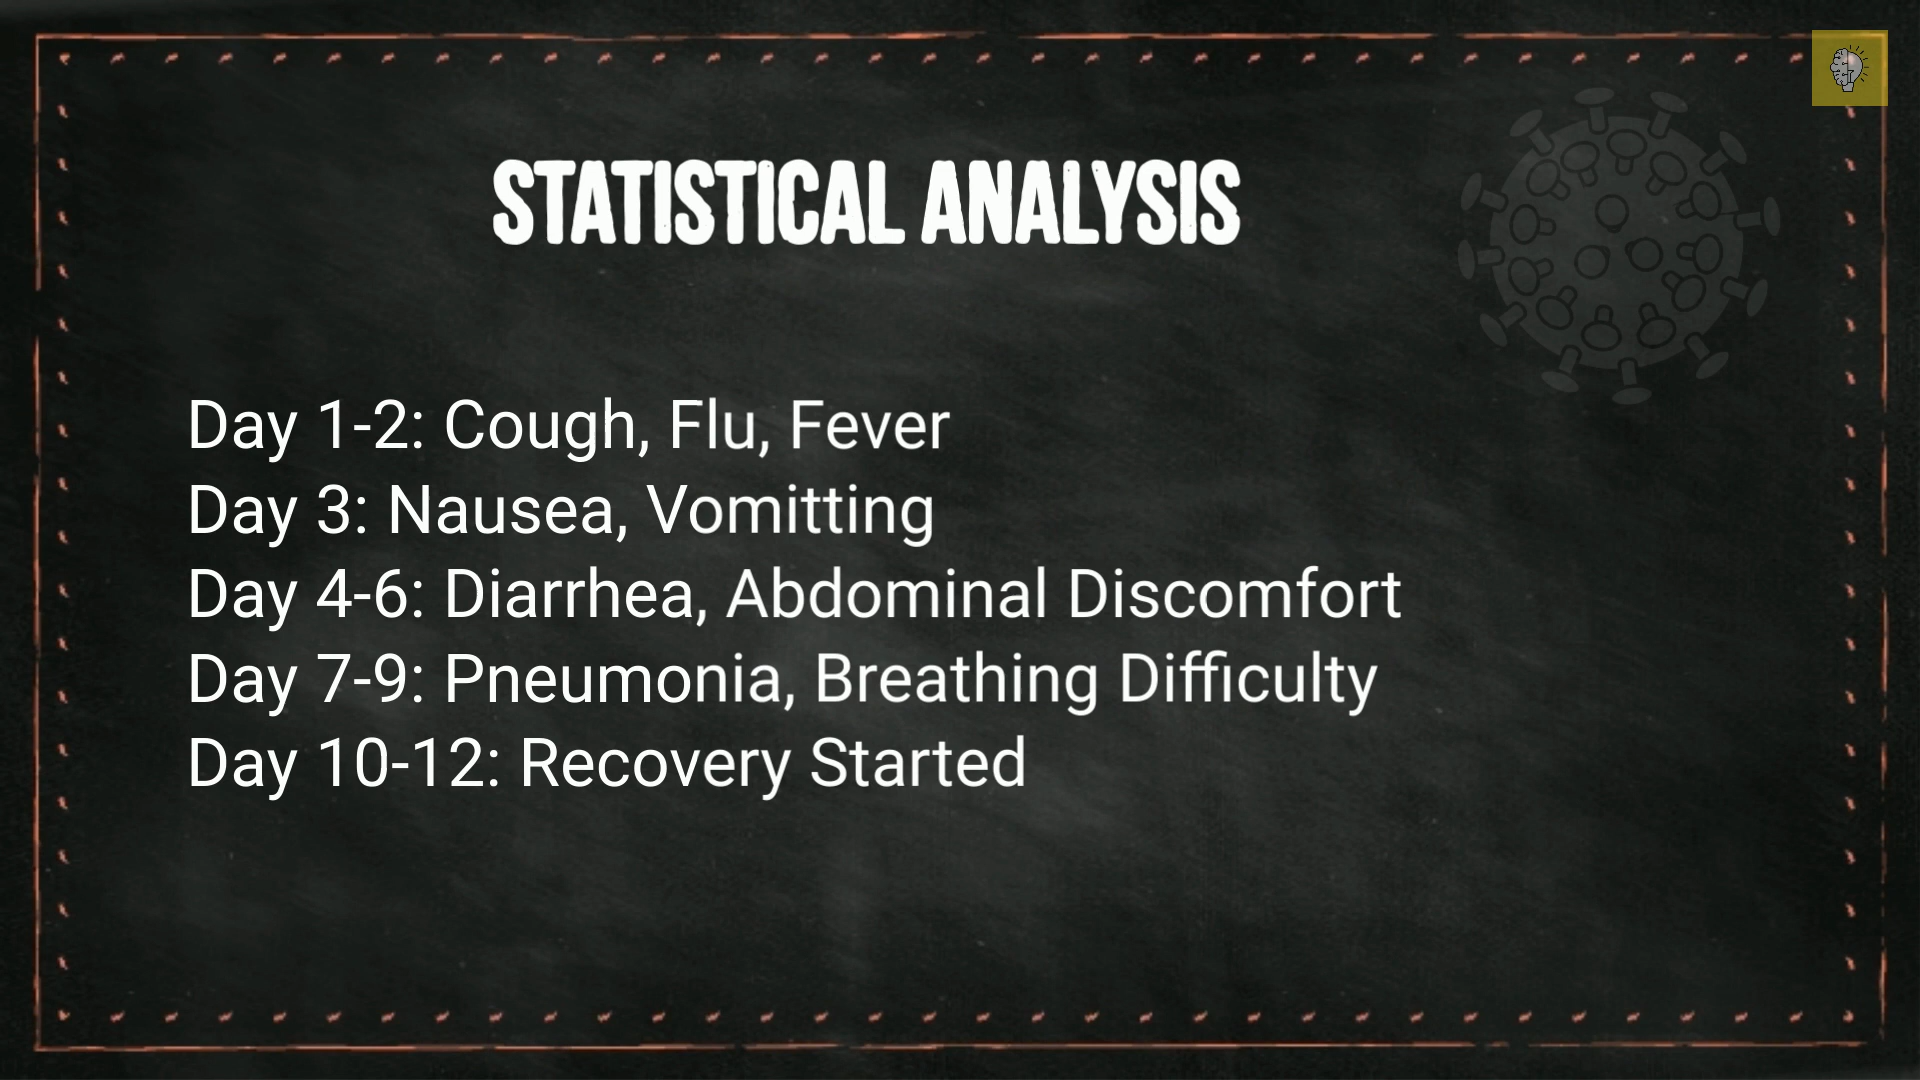 STATISTICAL ANALYSIS
Day 1-2: Cough, Flu, Fever
Day 3: Nausea, Vomitting
Day 4-6: Diarrhea, Abdominal Discomfort
Day 7-9: Pneumonia, Breathing Difficulty
Day 10-12: Recovery Started